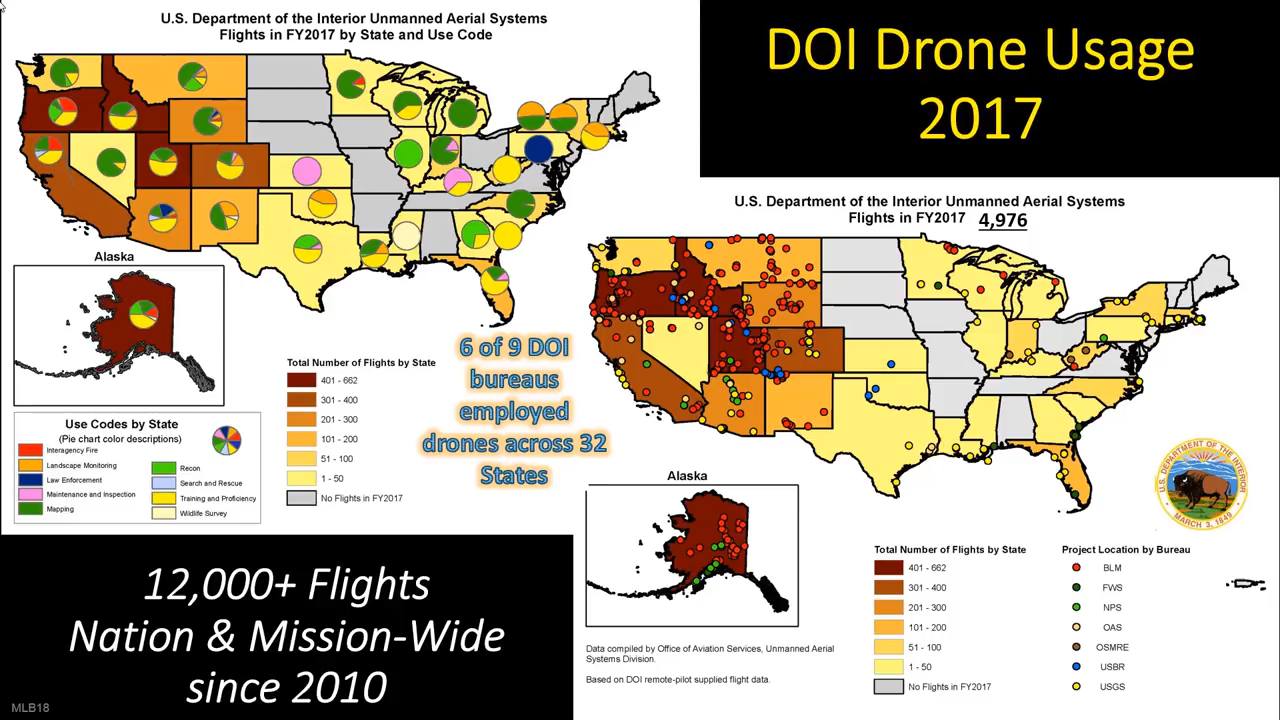 U.S. Department of the Interior Unmanned Aerial Systems
Flights in FY2017 by State and Use Code
DOI Drone Usage
2017
Alaska
Total Number of Flights by State
401 - 662
301 - 400
201 - 300
101 - 200
51 - 100
1 - 50
No Flights in FY2017
Use Codes by State
(Pie chart color descriptions)
Interagency Fire
Landscape Monitoring
Law Enforcement
Maintenance and Inspection
Mapping
Recon
Search and Rescue
Training and Proficiency
Wildlife Survey
6 of 9 DOI
bureaus
employed
drones across 32
States
U.S. Department of the Interior Unmanned Aerial Systems
Flights in FY2017 4,976
Alaska
U.S. DEPARTMENT OF THE INTERIOR
MARCH 3, 1849
Total Number of Flights by State
401 - 662
301 - 400
201 - 300
101 - 200
51 - 100
1 - 50
No Flights in FY2017
Project Location by Bureau
BLM
FWS
NPS
OAS
OSMRE
USBR
USGS
Data compiled by Office of Aviation Services, Unmanned Aerial
Systems Division.
Based on DOI remote-pilot supplied flight data.
12,000+ Flights
Nation & Mission-Wide
since 2010
MLB18